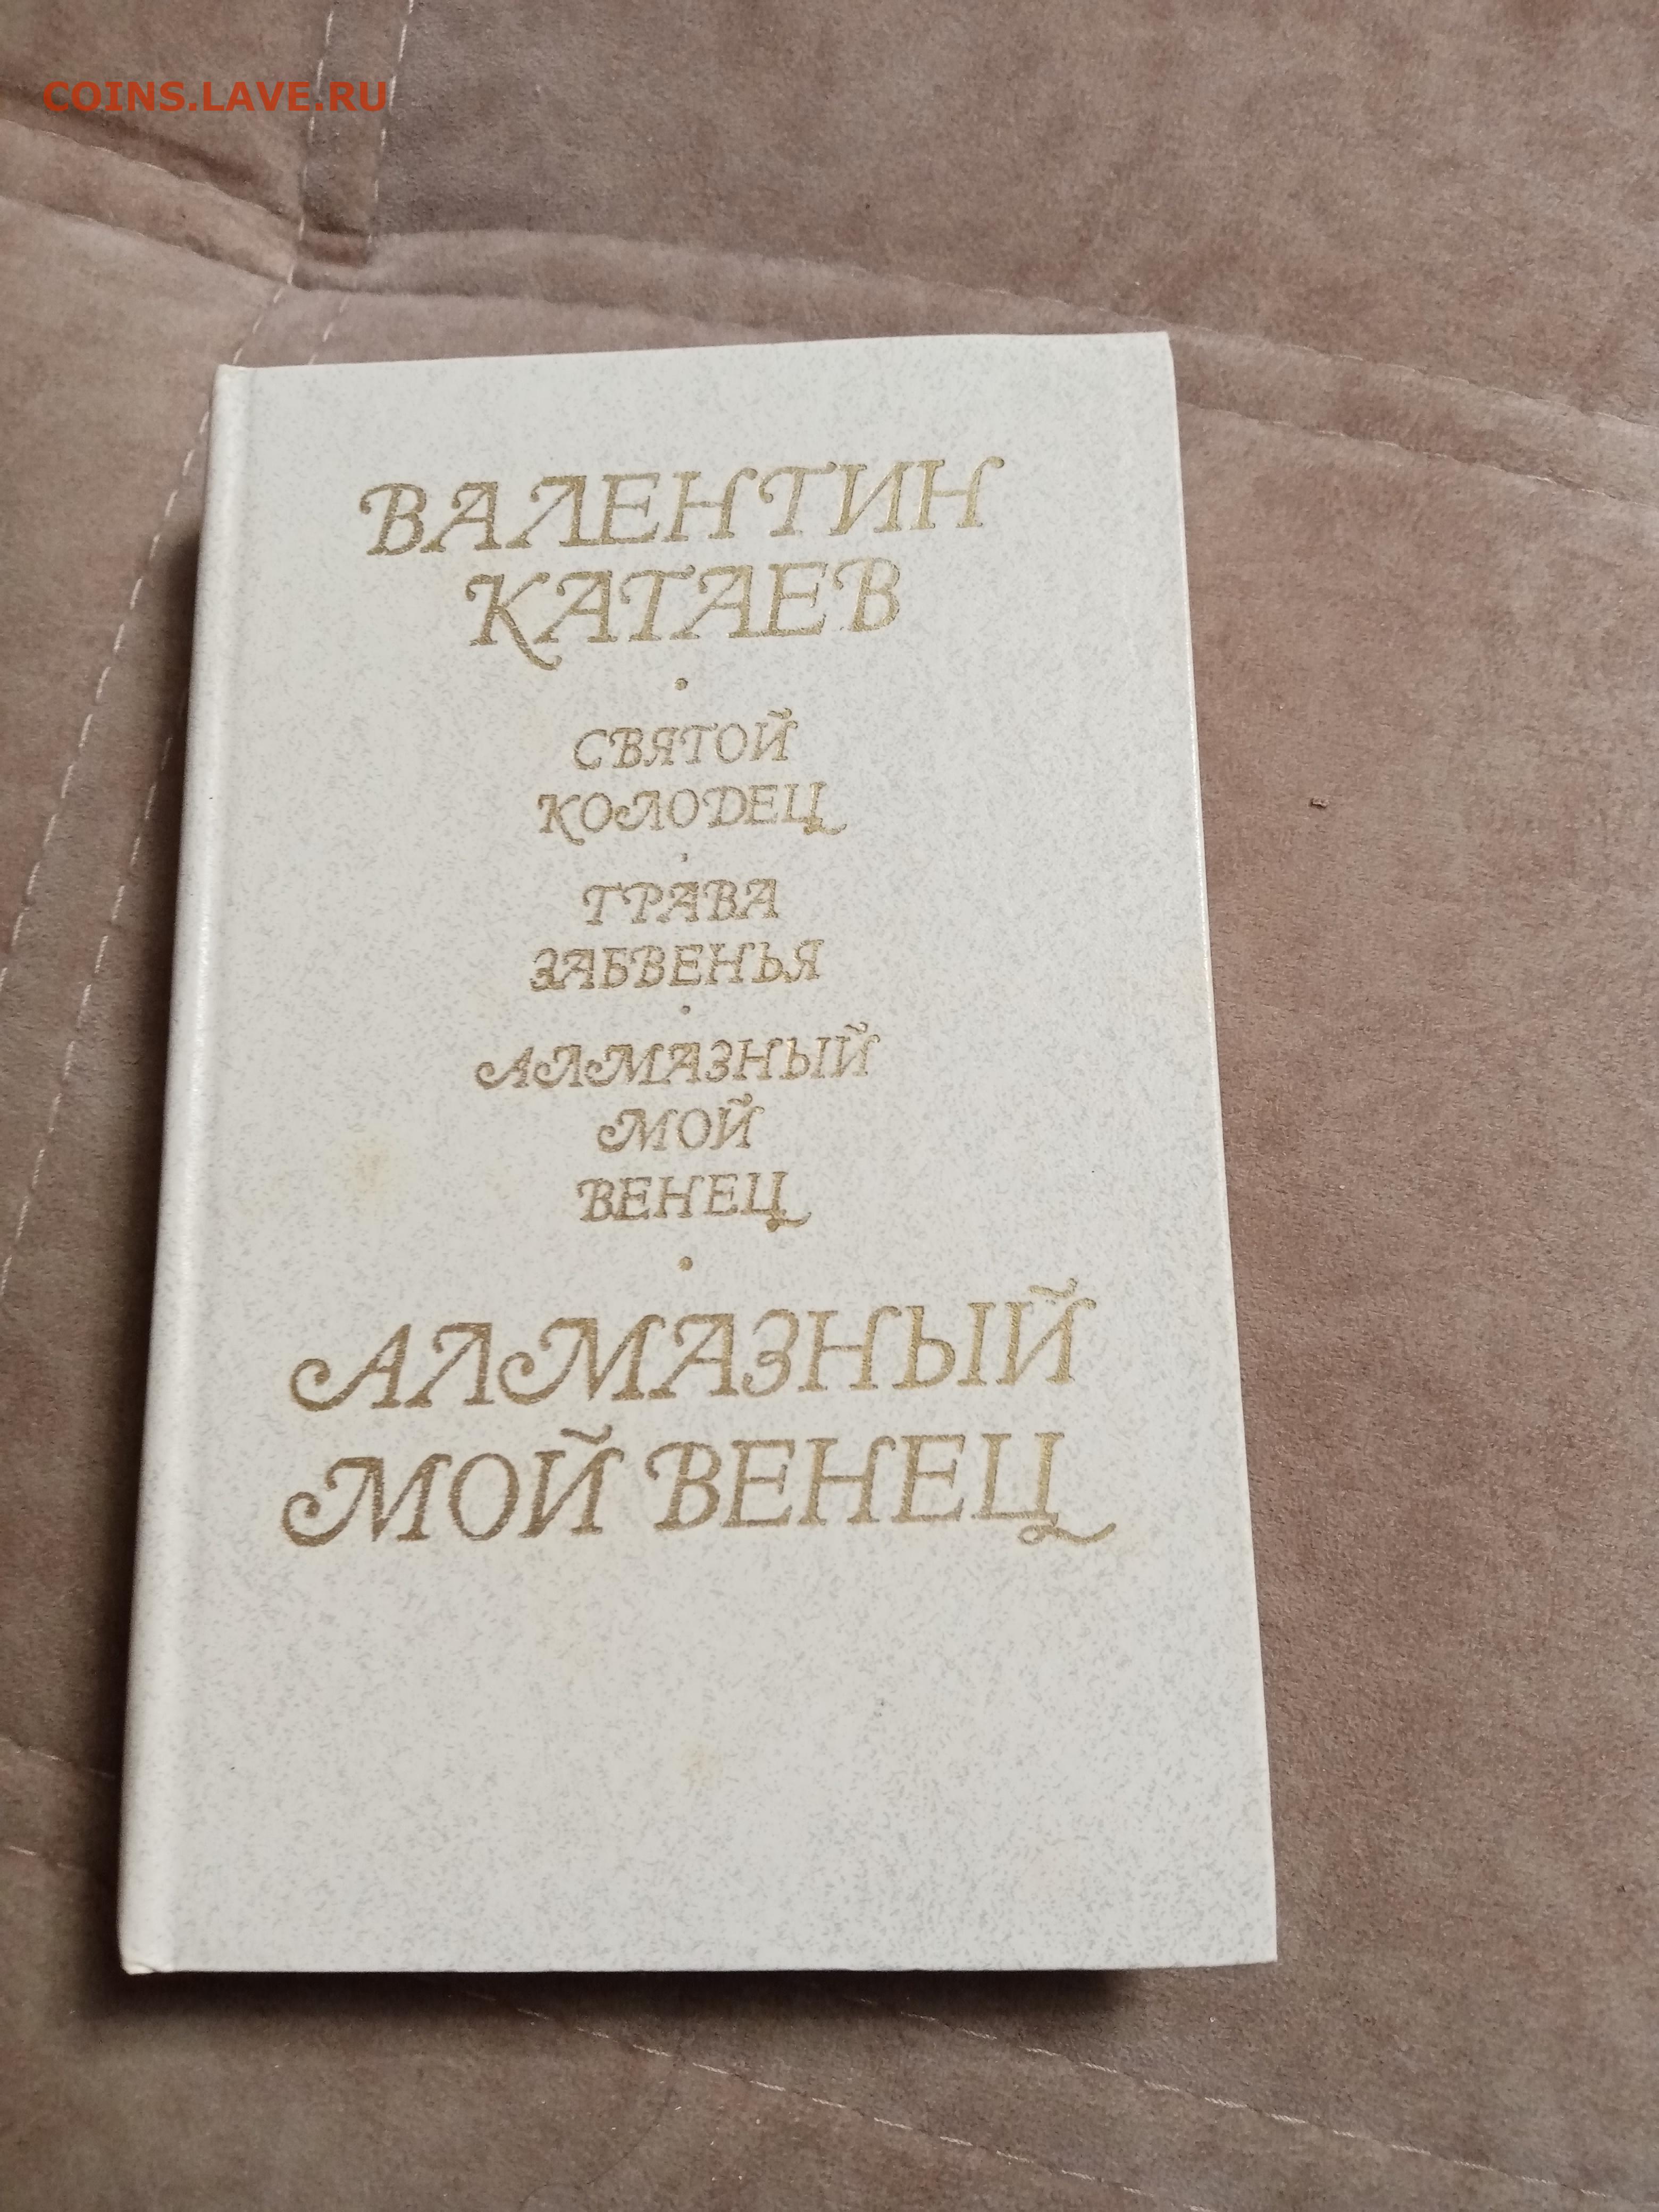 COINS.LAVE.RU
ВАЛЕНТИН
КАТАЕВ
СВЯТОЙ
КОЛОДЕЦ
ТРАВА
ЗАБВЕНЬЯ
АЛМАЗНЫЙ
МОЙ
ВЕНЕЦ
АЛМАЗНЫЙ
МОЙ ВЕНЕЦ